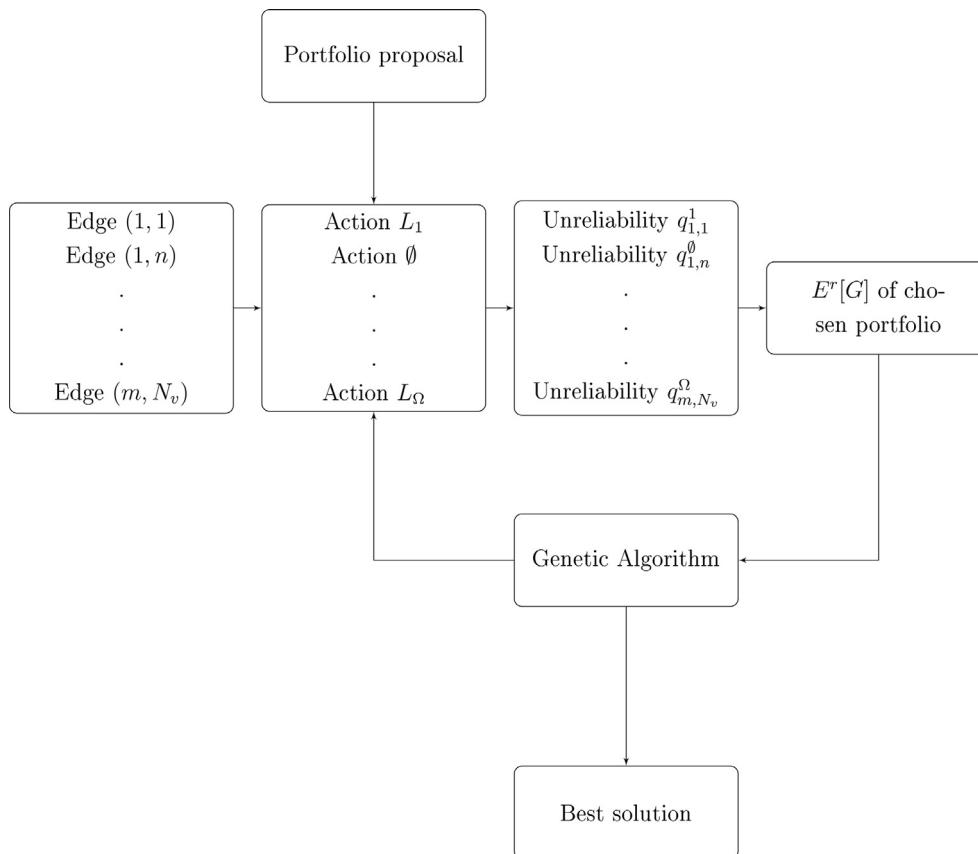 Portfolio proposal
Edge (1, 1)
Edge (1, n)
.
.
.
Edge (m, N_v)
Action L_1
Action ∅
.
.
.
Action L_Ω
Unreliability q^1_{1,1}
Unreliability q^∅_{1,n}
.
.
.
Unreliability q^Ω_{m,N_v}
E^r[G] of cho-
sen portfolio
Genetic Algorithm
Best solution